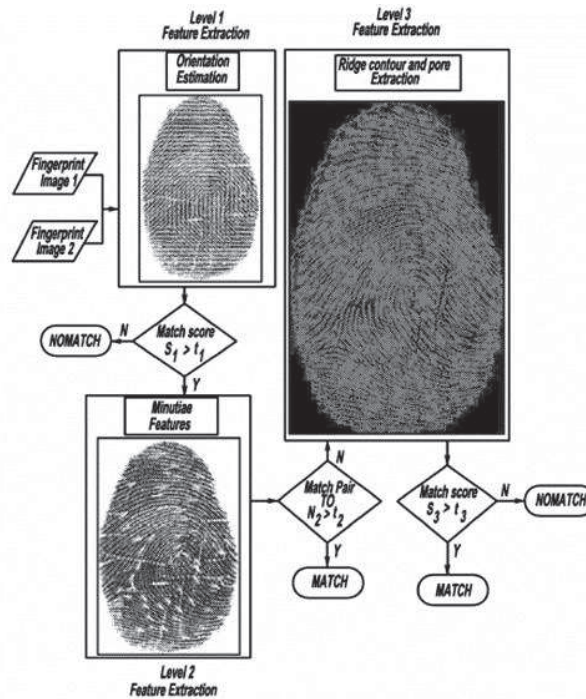 Level 1
Feature Extraction
Orientation
Estimation
Fingerprint
Image 1
Fingerprint
Image 2
Match score
S1 > t1
N
NOMATCH
Y
Minutiae
Features
Level 2
Feature Extraction
Match Pair
TO
N2 > t2
N
Y
MATCH
Level 3
Feature Extraction
Ridge contour and pore
Extraction
Match score
S3 > t3
N
NOMATCH
Y
MATCH